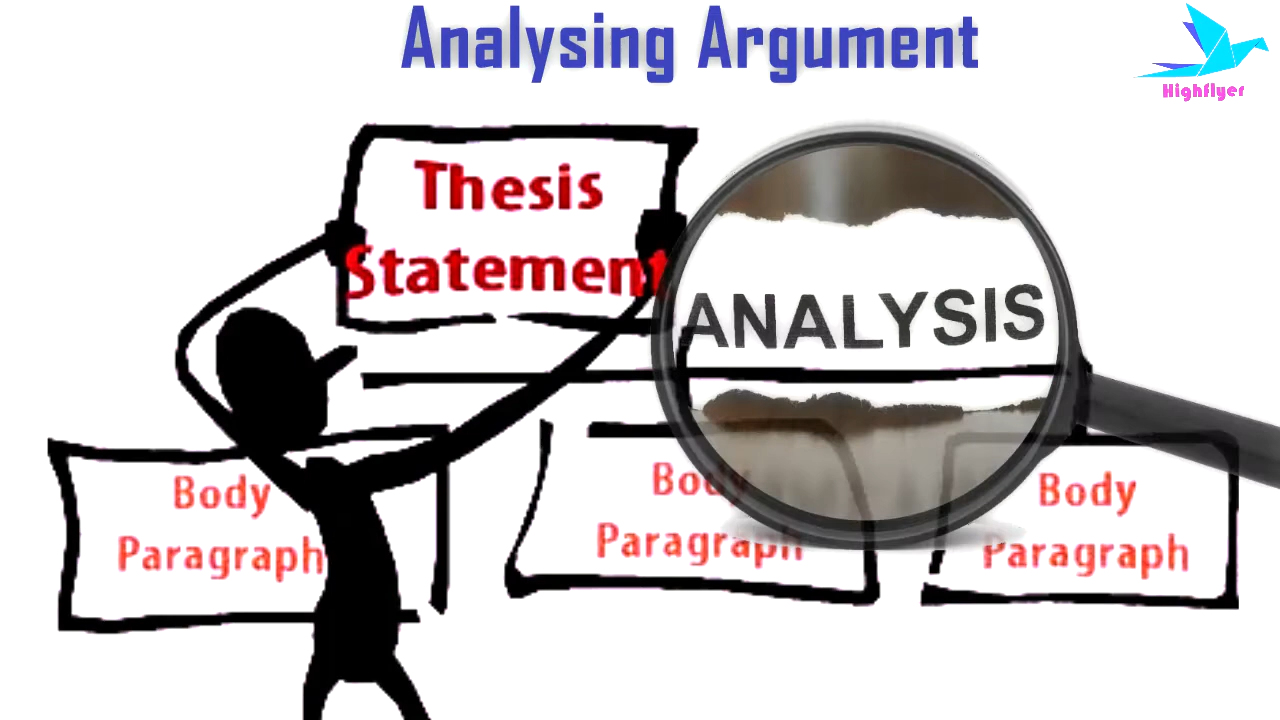 Analysing Argument
Highflyer
Thesis
Statement
ANALYSIS
Body
Paragraph
Body
Paragraph
Body
Paragraph